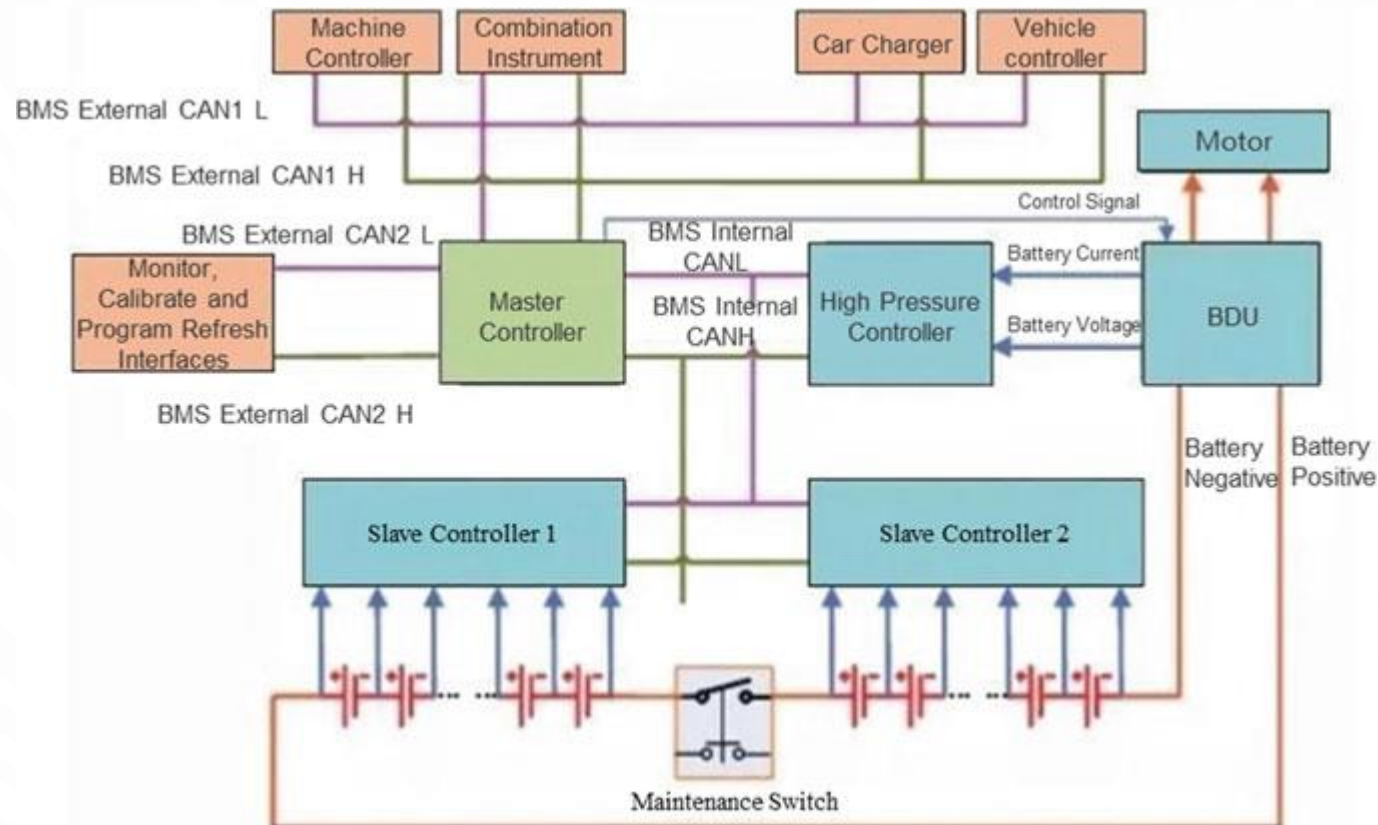 Machine
Controller
Combination
Instrument
Car Charger
Vehicle
controller
BMS External CAN1 L
Motor
BMS External CAN1 H
Control Signal
BMS External CAN2 L
BMS Internal
CANL
Battery Current
Monitor,
Calibrate and
Program Refresh
Interfaces
Master
Controller
BMS Internal
CANH
High Pressure
Controller
Battery Voltage
BDU
BMS External CAN2 H
Battery
Negative
Battery
Positive
Slave Controller 1
Slave Controller 2
Maintenance Switch